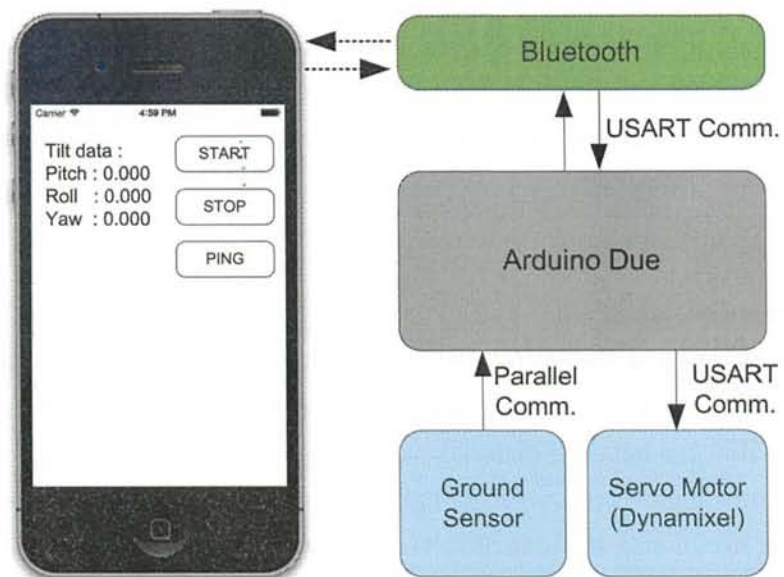 Carrier
4:59 PM
Tilt data :
Pitch : 0.000
Roll : 0.000
Yaw : 0.000
START
STOP
PING
Bluetooth
USART Comm.
Arduino Due
Parallel
Comm.
USART
Comm.
Ground
Sensor
Servo Motor
(Dynamixel)